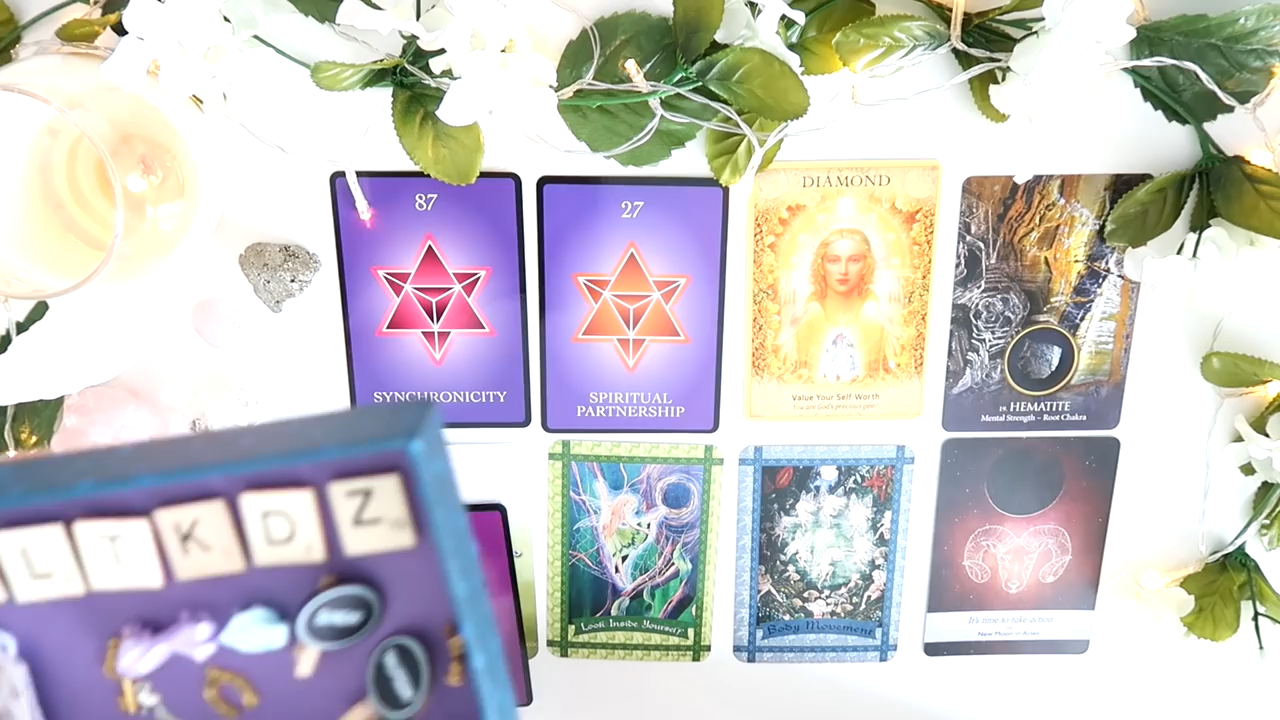 87
SYNCHRONICITY
27
SPIRITUAL
PARTNERSHIP
DIAMOND
Value Your Self Worth
You are God's precious gem!
19. HEMATITE
Mental Strength ~ Root Chakra
Look Inside Yourself
Body Movement
It's time to take action
New Moon in Aries
L T K D Z